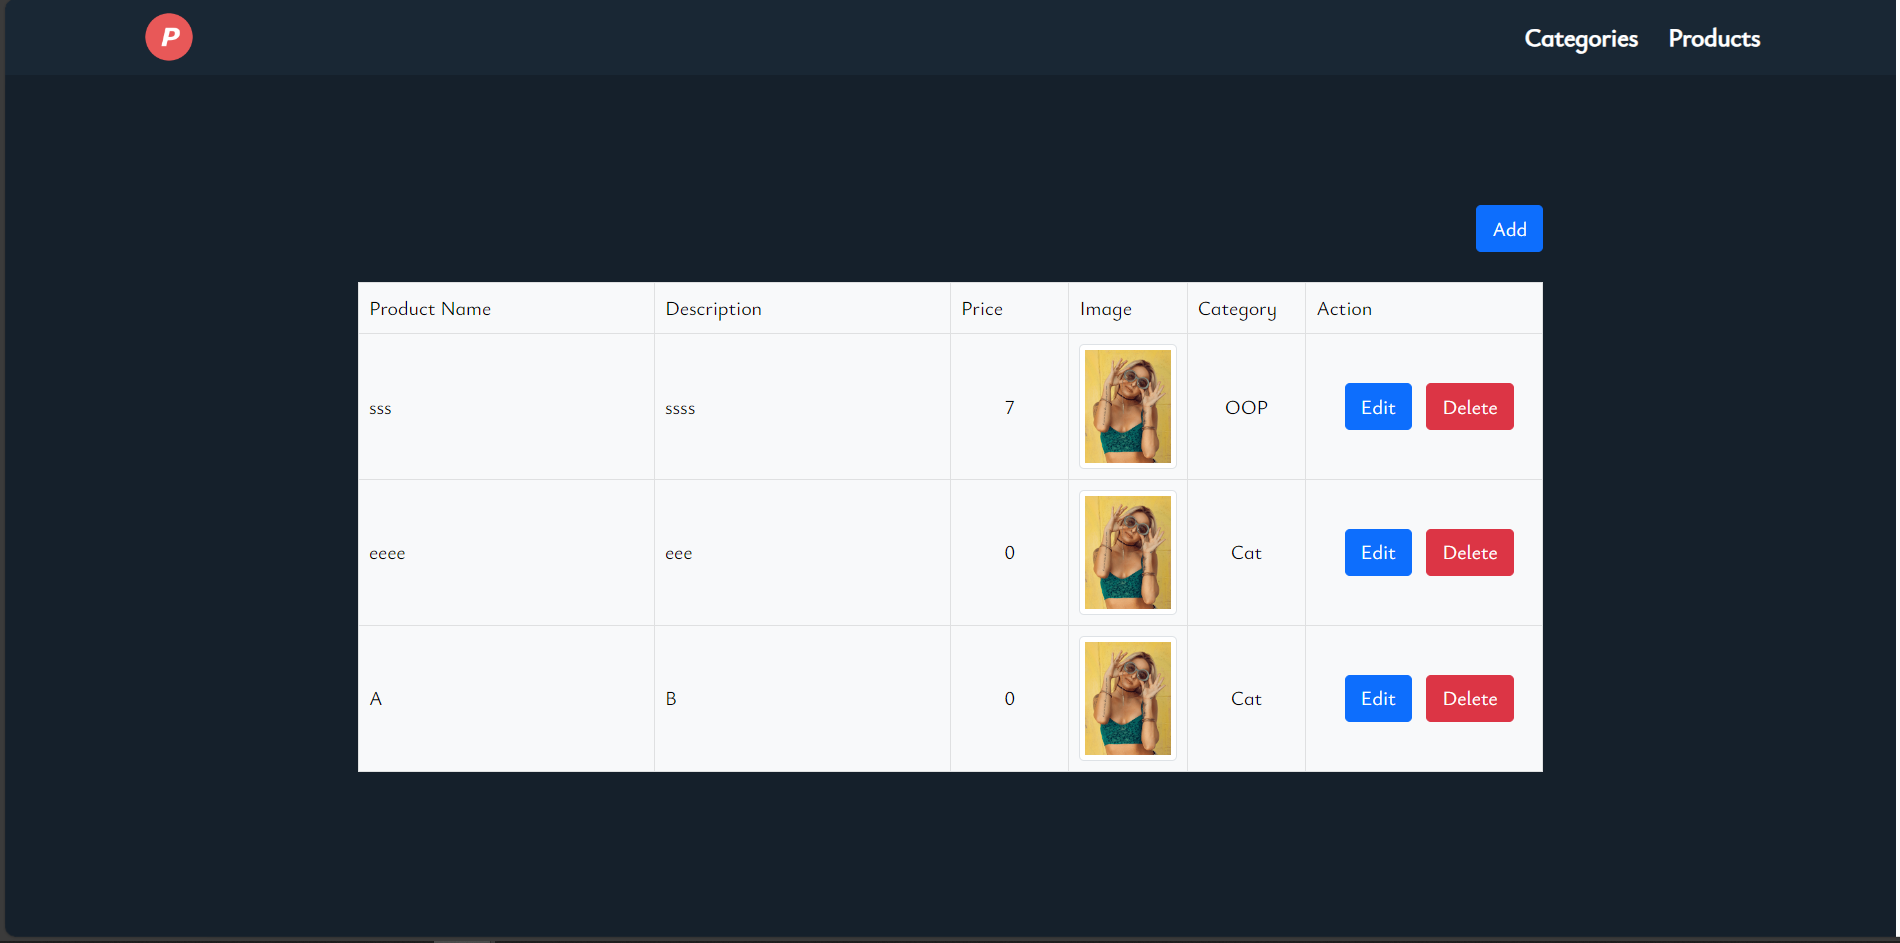 P Categories Products
Add
Product Name Description Price Image Category Action
sss ssss 7 OOP Edit Delete
eeee eee 0 Cat Edit Delete
A B 0 Cat Edit Delete